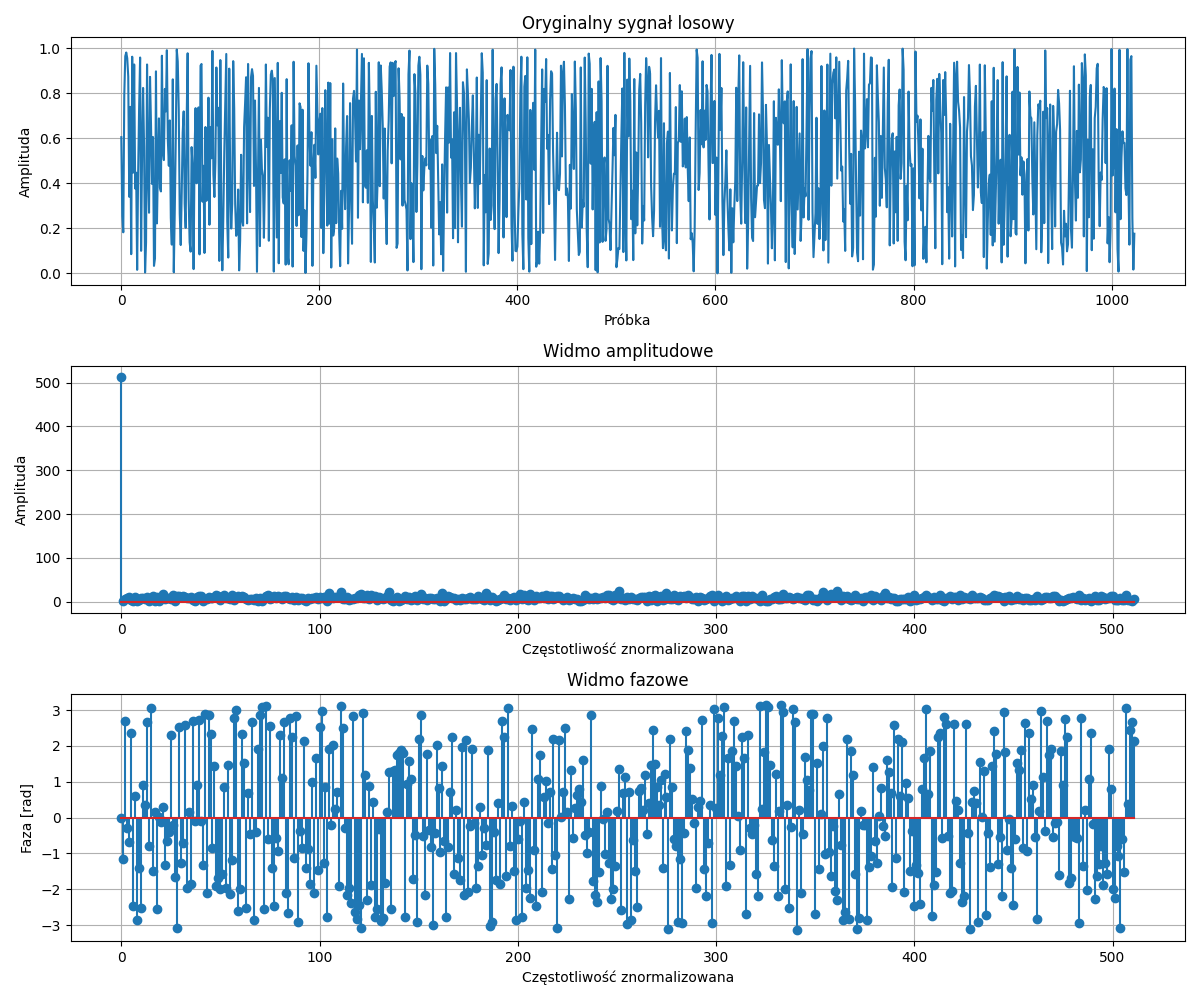 Oryginalny sygnał losowy
1.0
0.8
0.6
0.4
0.2
0.0
Amplituda
0 200 400 600 800 1000
Próbka
Widmo amplitudowe
500
400
300
200
100
0
Amplituda
0 100 200 300 400 500
Częstotliwość znormalizowana
Widmo fazowe
3
2
1
0
−1
−2
−3
Faza [rad]
0 100 200 300 400 500
Częstotliwość znormalizowana